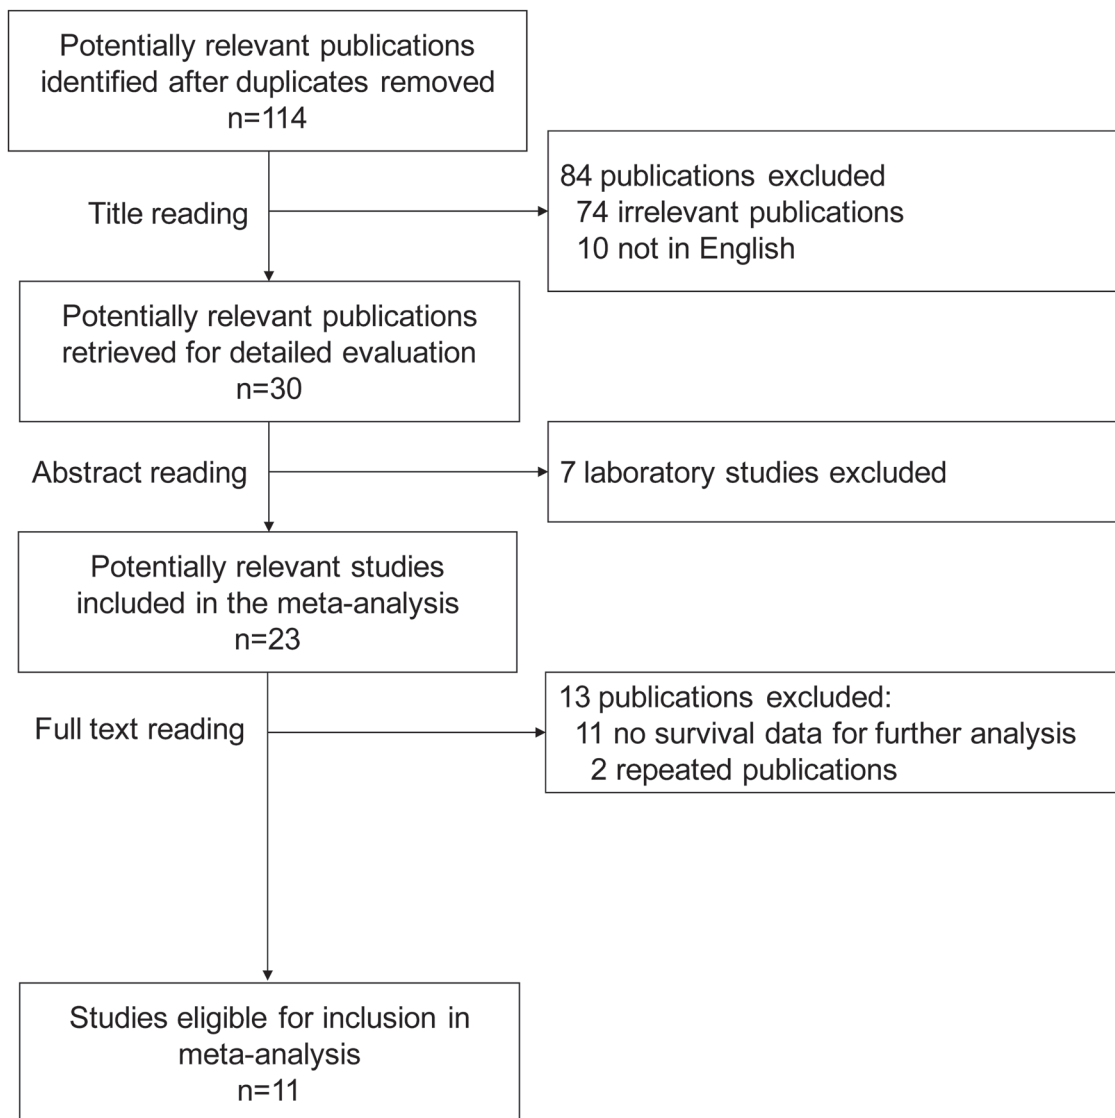 Potentially relevant publications
identified after duplicates removed
n=114
84 publications excluded
74 irrelevant publications
10 not in English
Title reading
Potentially relevant publications
retrieved for detailed evaluation
n=30
Abstract reading
7 laboratory studies excluded
Potentially relevant studies
included in the meta-analysis
n=23
13 publications excluded:
11 no survival data for further analysis
2 repeated publications
Full text reading
Studies eligible for inclusion in
meta-analysis
n=11